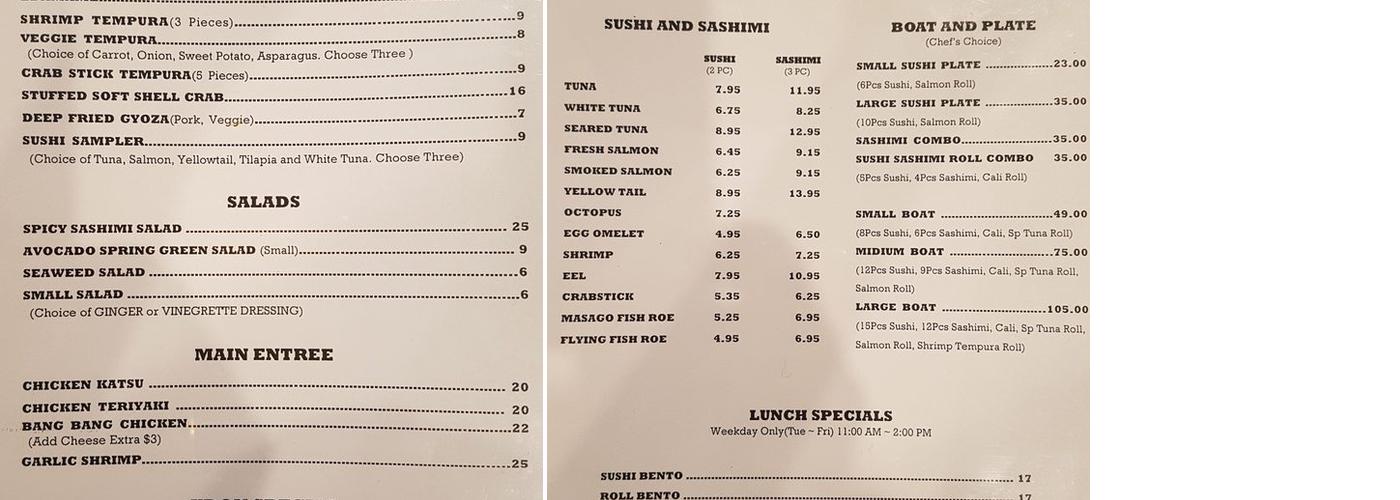 SHRIMP TEMPURA(3 Pieces)....9
VEGGIE TEMPURA....8
(Choice of Carrot, Onion, Sweet Potato, Asparagus. Choose Three )
CRAB STICK TEMPURA(5 Pieces)....9
STUFFED SOFT SHELL CRAB....16
DEEP FRIED GYOZA(Pork, Veggie)....7
SUSHI SAMPLER....9
(Choice of Tuna, Salmon, Yellowtail, Tilapia and White Tuna. Choose Three)
SALADS
SPICY SASHIMI SALAD ....25
AVOCADO SPRING GREEN SALAD (Small)....9
SEAWEED SALAD ....6
SMALL SALAD ....6
(Choice of GINGER or VINEGRETTE DRESSING)
MAIN ENTREE
CHICKEN KATSU ....20
CHICKEN TERIYAKI ....20
BANG BANG CHICKEN....22
(Add Cheese Extra $3)
GARLIC SHRIMP....25
SUSHI AND SASHIMI
SUSHI SASHIMI
(2 PC) (3 PC)
TUNA 7.95 11.95
WHITE TUNA 6.75 8.25
SEARED TUNA 8.95 12.95
FRESH SALMON 6.45 9.15
SMOKED SALMON 6.25 9.15
YELLOW TAIL 8.95 13.95
OCTOPUS 7.25
EGG OMELET 4.95 6.50
SHRIMP 6.25 7.25
EEL 7.95 10.95
CRABSTICK 5.35 6.25
MASAGO FISH ROE 5.25 6.95
FLYING FISH ROE 4.95 6.95
BOAT AND PLATE
(Chef's Choice)
SMALL SUSHI PLATE ....23.00
(6Pcs Sushi, Salmon Roll)
LARGE SUSHI PLATE ....35.00
(10Pcs Sushi, Salmon Roll)
SASHIMI COMBO....35.00
SUSHI SASHIMI ROLL COMBO 35.00
(5Pcs Sushi, 4Pcs Sashimi, Cali Roll)
SMALL BOAT ....49.00
(8Pcs Sushi, 6Pcs Sashimi, Cali, Sp Tuna Roll)
MIDIUM BOAT ....75.00
(12Pcs Sushi, 9Pcs Sashimi, Cali, Sp Tuna Roll,
Salmon Roll)
LARGE BOAT ....105.00
(15Pcs Sushi, 12Pcs Sashimi, Cali, Sp Tuna Roll,
Salmon Roll, Shrimp Tempura Roll)
LUNCH SPECIALS
Weekday Only(Tue ~ Fri) 11:00 AM ~ 2:00 PM
SUSHI BENTO ....17
ROLL BENTO ....17